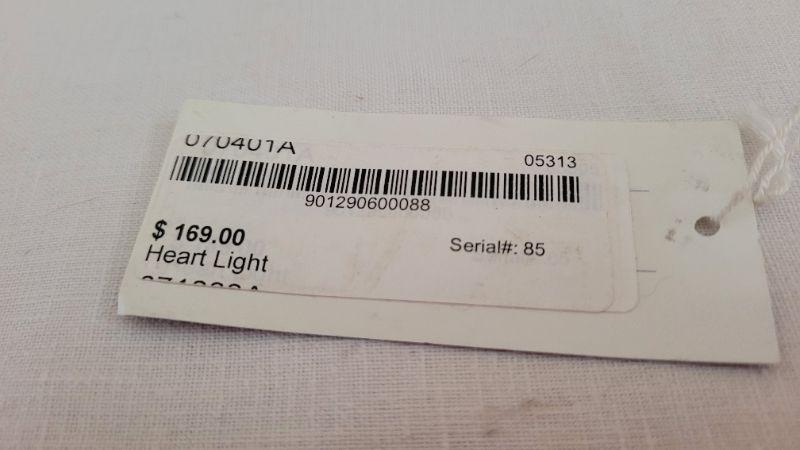 070401A
05313
901290600088
$ 169.00
Serial#: 85
Heart Light